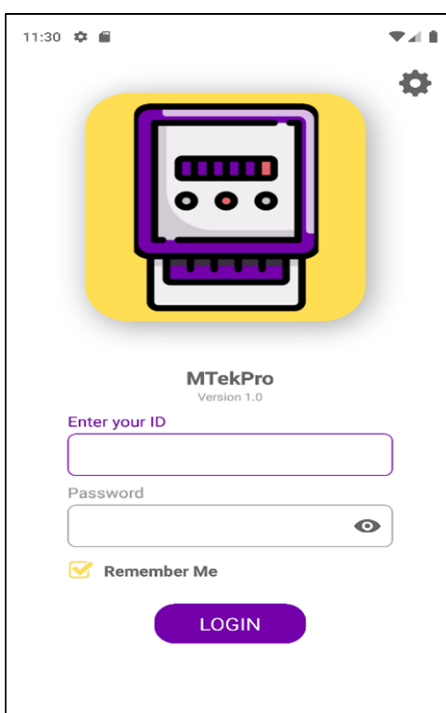 11:30
MTekPro
Version 1.0
Enter your ID
Password
Remember Me
LOGIN